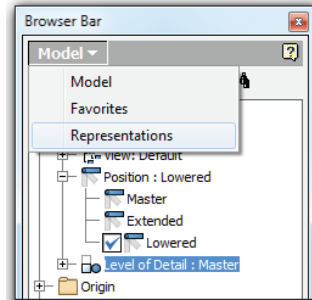 Browser Bar
Model
Model
Favorites
Representations
View: Default
Position : Lowered
Master
Extended
Lowered
Level of Detail : Master
Origin